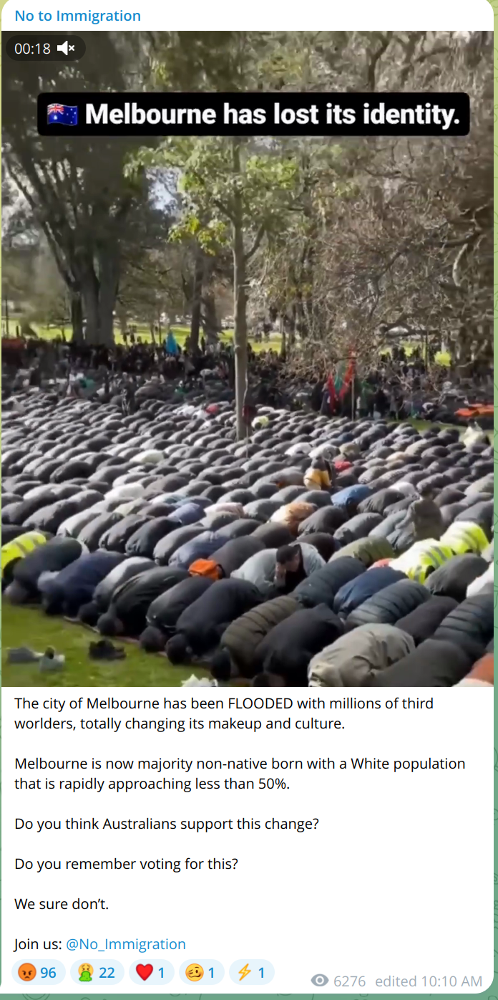 No to Immigration
00:18
🇦🇺 Melbourne has lost its identity.
The city of Melbourne has been FLOODED with millions of third
worlders, totally changing its makeup and culture.
Melbourne is now majority non-native born with a White population
that is rapidly approaching less than 50%.
Do you think Australians support this change?
Do you remember voting for this?
We sure don’t.
Join us: @No_Immigration
😡 96 🤮 22 ❤️ 1 🥴 1 ⚡ 1
6276 edited 10:10 AM